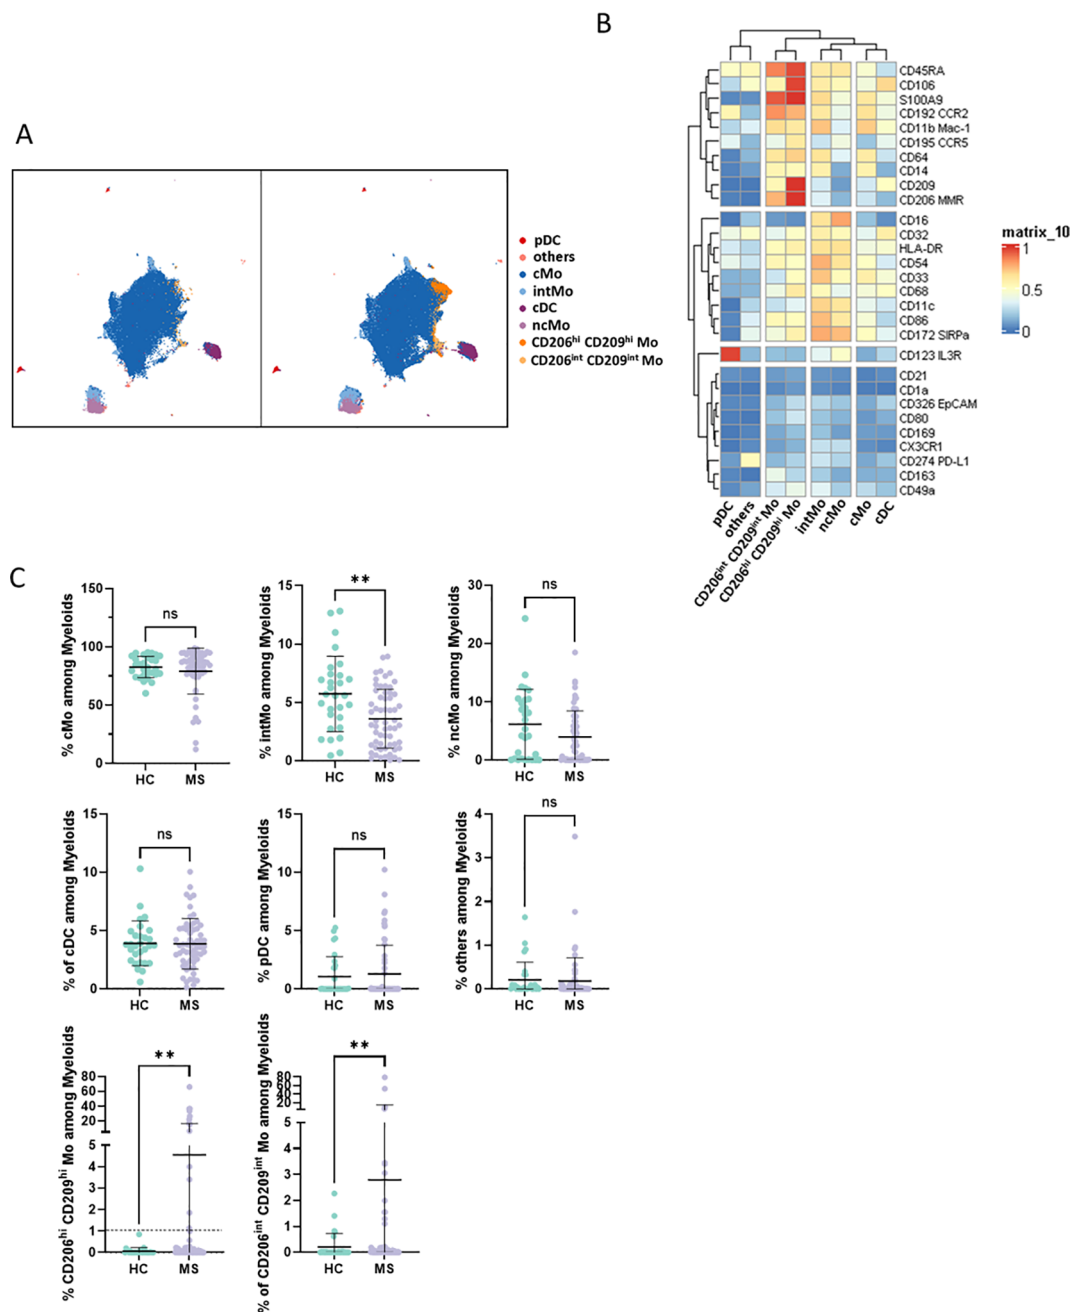 A
pDC
others
cMo
intMo
cDC
ncMo
CD206hi CD209hi Mo
CD206int CD209int Mo
B
CD45RA
CD106
S100A9
CD192 CCR2
CD11b Mac-1
CD195 CCR5
CD64
CD14
CD209
CD206 MMR
CD16
CD32
HLA-DR
CD54
CD33
CD68
CD11c
CD86
CD172 SIRPa
CD123 IL3R
CD21
CD1a
CD326 EpCAM
CD80
CD169
CX3CR1
CD274 PD-L1
CD163
CD49a
matrix_10
1
0.5
0
pDC
others
CD206int CD209int Mo
CD206hi CD209hi Mo
intMo
ncMo
cMo
cDC
C
% cMo among Myeloids
150
100
50
0
ns
HC MS
% intMo among Myeloids
15
10
5
0
**
HC MS
% ncMo among Myeloids
30
20
10
0
ns
HC MS
% of cDC among Myeloids
15
10
5
0
ns
HC MS
% pDC among Myeloids
15
10
5
0
ns
HC MS
% others among Myeloids
4
3
2
1
0
ns
HC MS
% CD206hi CD209hi Mo among Myeloids
80
60
40
20
5
4
3
2
1
0
**
HC MS
% of CD206int CD209int Mo among Myeloids
80
60
40
20
5
4
3
2
1
0
**
HC MS